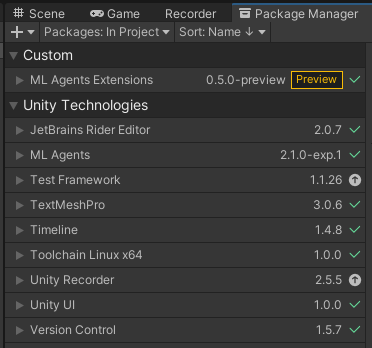 Scene Game Recorder Package Manager
+ Packages: In Project Sort: Name ↓
Custom
ML Agents Extensions 0.5.0-preview Preview
Unity Technologies
JetBrains Rider Editor 2.0.7
ML Agents 2.1.0-exp.1
Test Framework 1.1.26
TextMeshPro 3.0.6
Timeline 1.4.8
Toolchain Linux x64 1.0.0
Unity Recorder 2.5.5
Unity UI 1.0.0
Version Control 1.5.7